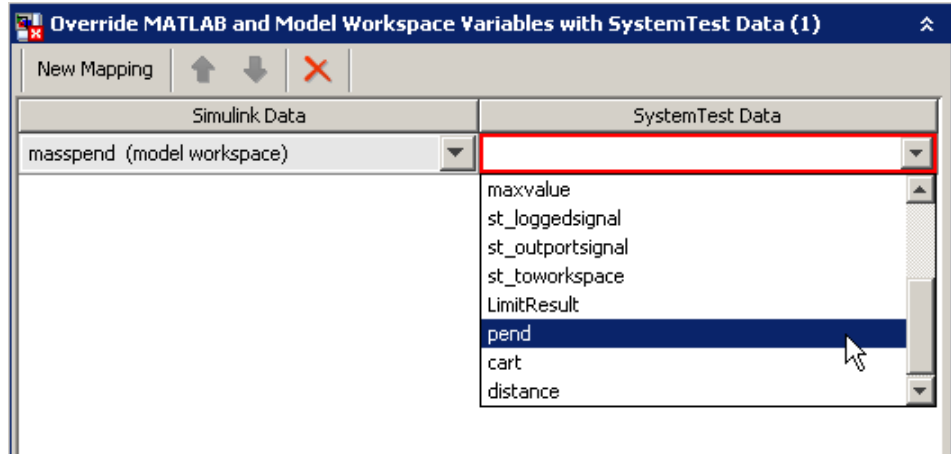 Override MATLAB and Model Workspace Variables with SystemTest Data (1)
New Mapping
Simulink Data SystemTest Data
masspend (model workspace)
maxvalue
st_loggedsignal
st_outportsignal
st_toworkspace
LimitResult
pend
cart
distance